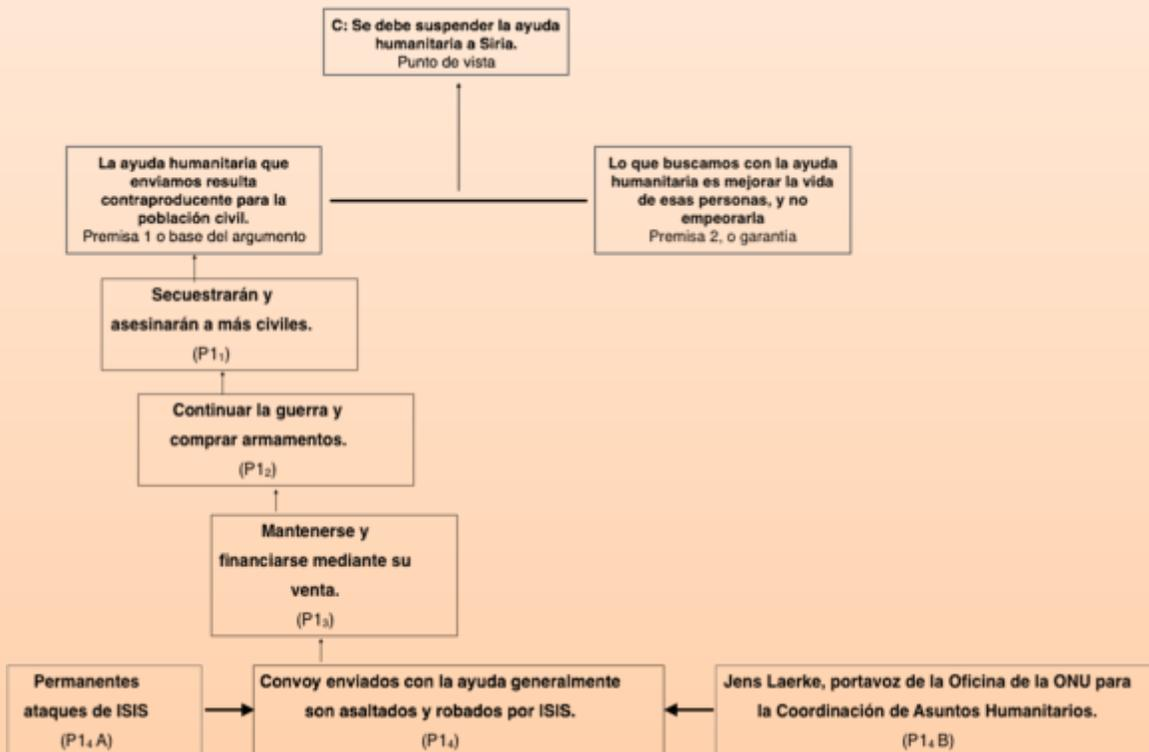 C: Se debe suspender la ayuda
humanitaria a Siria.
Punto de vista
La ayuda humanitaria que
enviamos resulta
contraproducente para la
población civil.
Premisa 1 o base del argumento
Lo que buscamos con la ayuda
humanitaria es mejorar la vida
de esas personas, y no
empeorarla
Premisa 2, o garantía
Secuestrarán y
asesinarán a más civiles.
(P1₁)
Continuar la guerra y
comprar armamentos.
(P1₂)
Mantenerse y
financiarse mediante su
venta.
(P1₃)
Permanentes
ataques de ISIS
(P1₄ A)
Convoy enviados con la ayuda generalmente
son asaltados y robados por ISIS.
(P1₄)
Jens Laerke, portavoz de la Oficina de la ONU para
la Coordinación de Asuntos Humanitarios.
(P1₄ B)